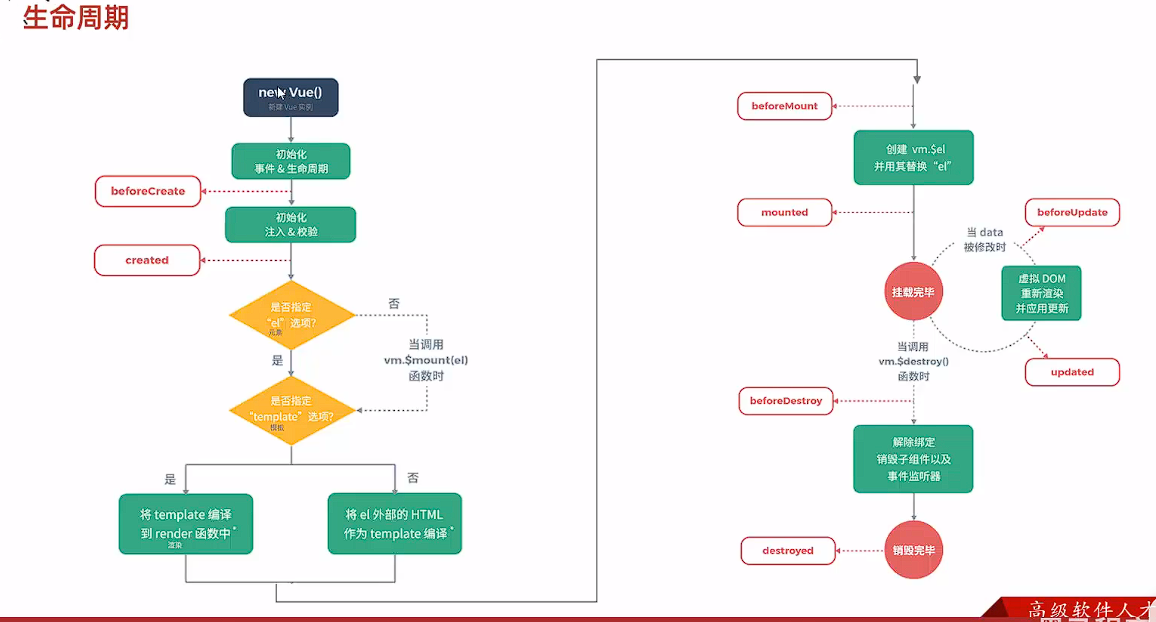 生命周期
new Vue()
新建 Vue 实例
初始化
事件 & 生命周期
beforeCreate
初始化
注入 & 校验
created
是否指定
“el” 选项?
元素
否
当调用
vm.$mount(el)
函数时
是
是否指定
“template” 选项?
模板
是
否
将 template 编译
到 render 函数中*
渲染
将 el 外部的 HTML
作为 template 编译*
beforeMount
创建 vm.$el
并用其替换 “el”
mounted
当 data
被修改时
beforeUpdate
挂载完毕
虚拟 DOM
重新渲染
并应用更新
updated
当调用
vm.$destroy()
函数时
beforeDestroy
解除绑定
销毁子组件以及
事件监听器
destroyed
销毁完毕
高级软件人才